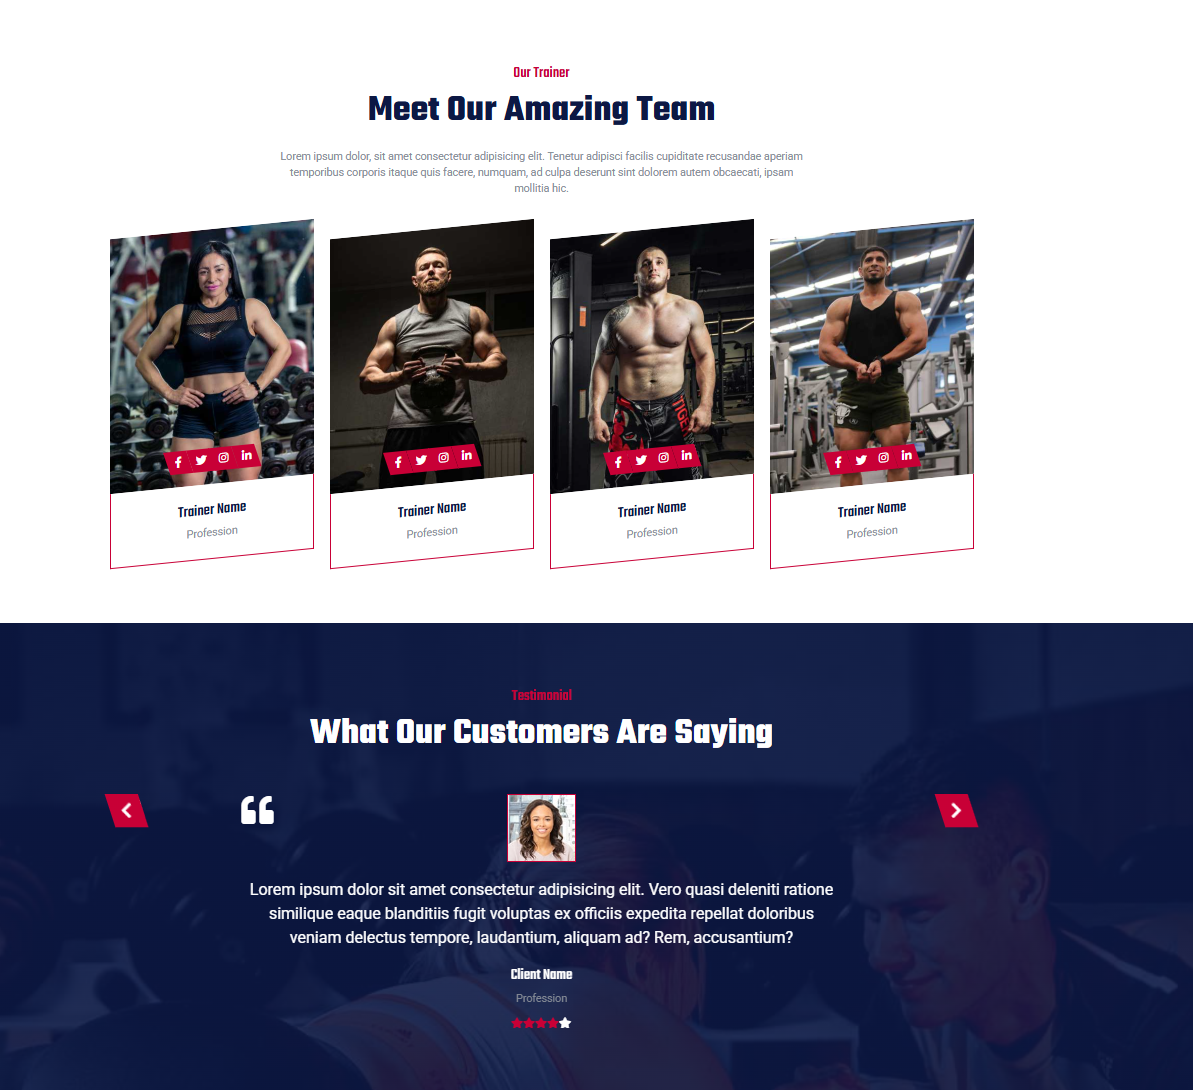 Our Trainer
Meet Our Amazing Team
Lorem ipsum dolor, sit amet consectetur adipisicing elit. Tenetur adipisci facilis cupiditate recusandae aperiam
temporibus corporis itaque quis facere, numquam, ad culpa deserunt sint dolorem autem obcaecati, ipsam
mollitia hic.
TIGER
Trainer Name
Profession
Trainer Name
Profession
Trainer Name
Profession
Trainer Name
Profession
Testimonial
What Our Customers Are Saying
Lorem ipsum dolor sit amet consectetur adipisicing elit. Vero quasi deleniti ratione
similique eaque blanditiis fugit voluptas ex officiis expedita repellat doloribus
veniam delectus tempore, laudantium, aliquam ad? Rem, accusantium?
Client Name
Profession